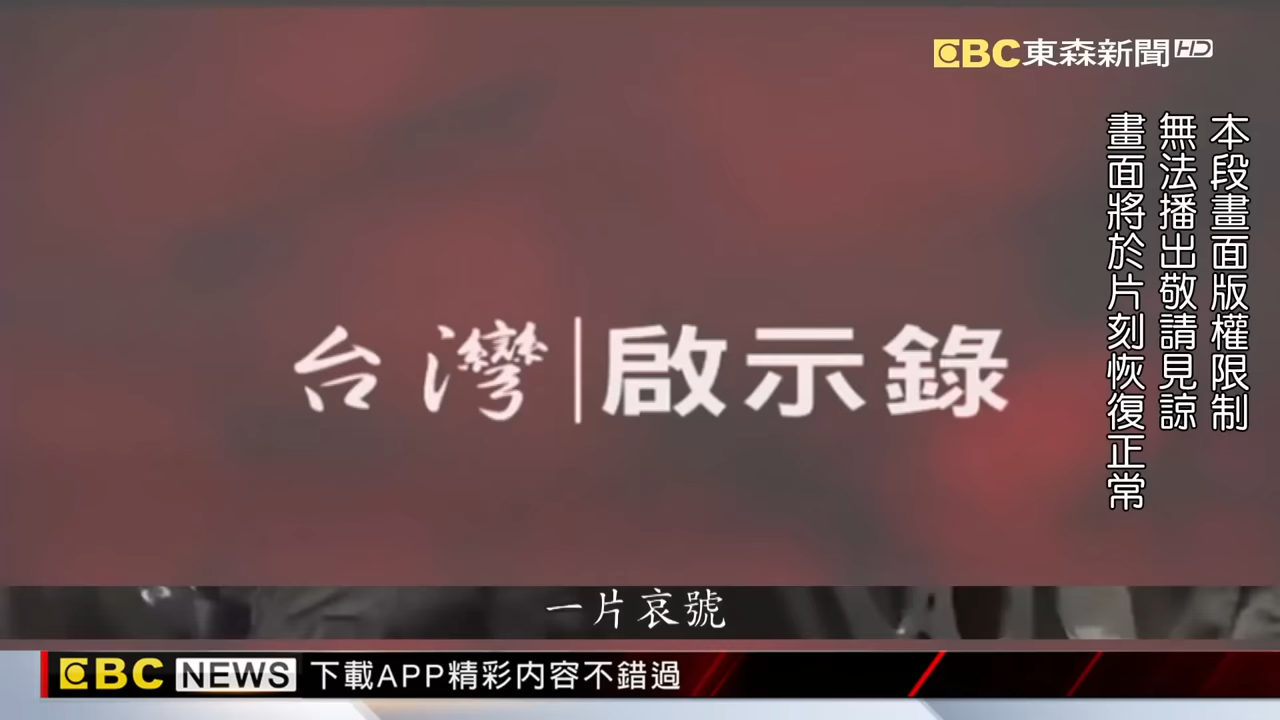 EBC東森新聞HD
本段畫面版權限制
無法播出敬請見諒
畫面將於片刻恢復正常
台灣|啟示錄
一片哀號
EBC NEWS 下載APP精彩内容不錯過